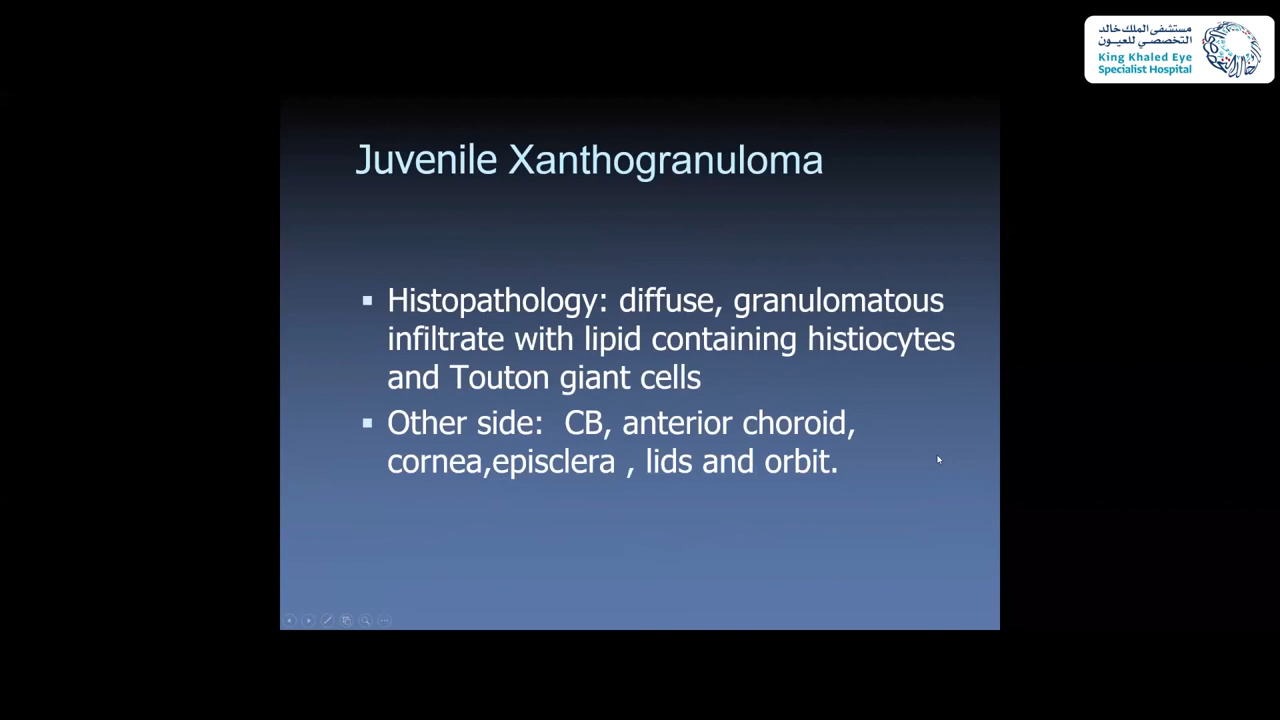 مستشفى الملك خالد
التخصصي للعيون
King Khaled Eye
Specialist Hospital
Juvenile Xanthogranuloma
▪ Histopathology: diffuse, granulomatous
infiltrate with lipid containing histiocytes
and Touton giant cells
▪ Other side:  CB, anterior choroid,
cornea,episclera , lids and orbit.